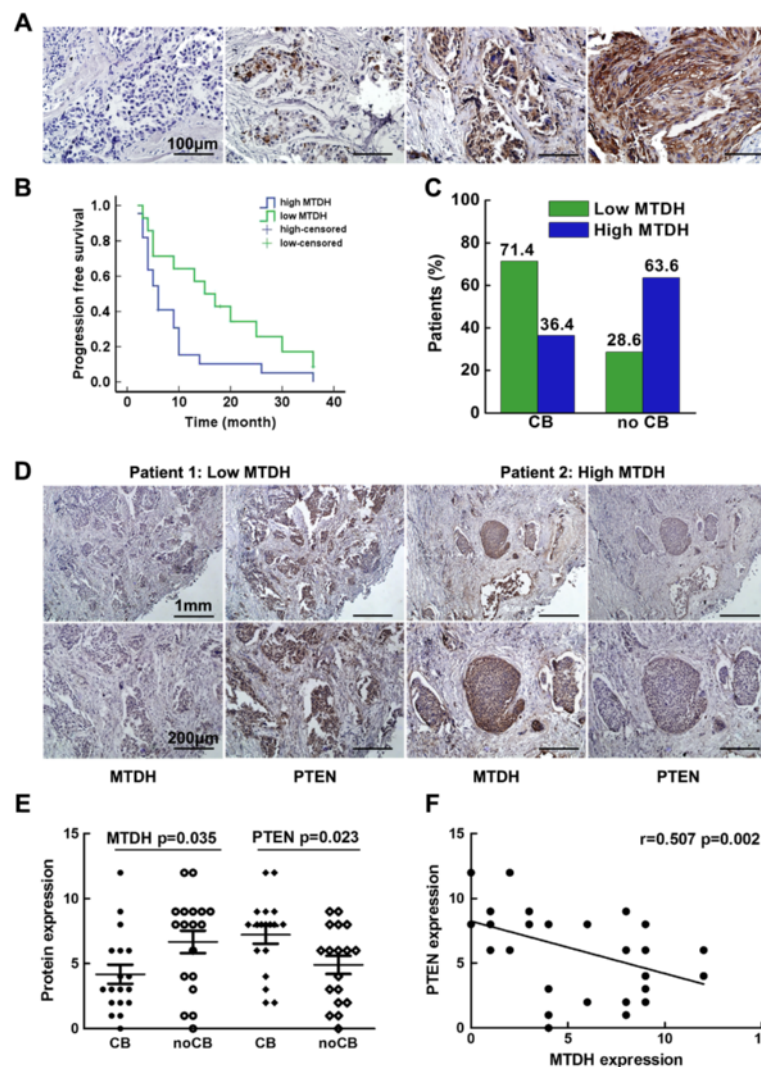 A
100μm
B
high MTDH
low MTDH
high-censored
low-censored
Progression free survival
1.0
0.8
0.6
0.4
0.2
0.0
0 10 20 30 40
Time (month)
C
Low MTDH
High MTDH
Patients (%)
100
80
60
40
20
0
71.4
36.4
28.6
63.6
CB no CB
D
Patient 1: Low MTDH Patient 2: High MTDH
1mm
200μm
MTDH PTEN MTDH PTEN
E
MTDH p=0.035 PTEN p=0.023
Protein expression
15
10
5
0
CB noCB CB noCB
F
r=0.507 p=0.002
PTEN expression
15
10
5
0
0 5 10 15
MTDH expression